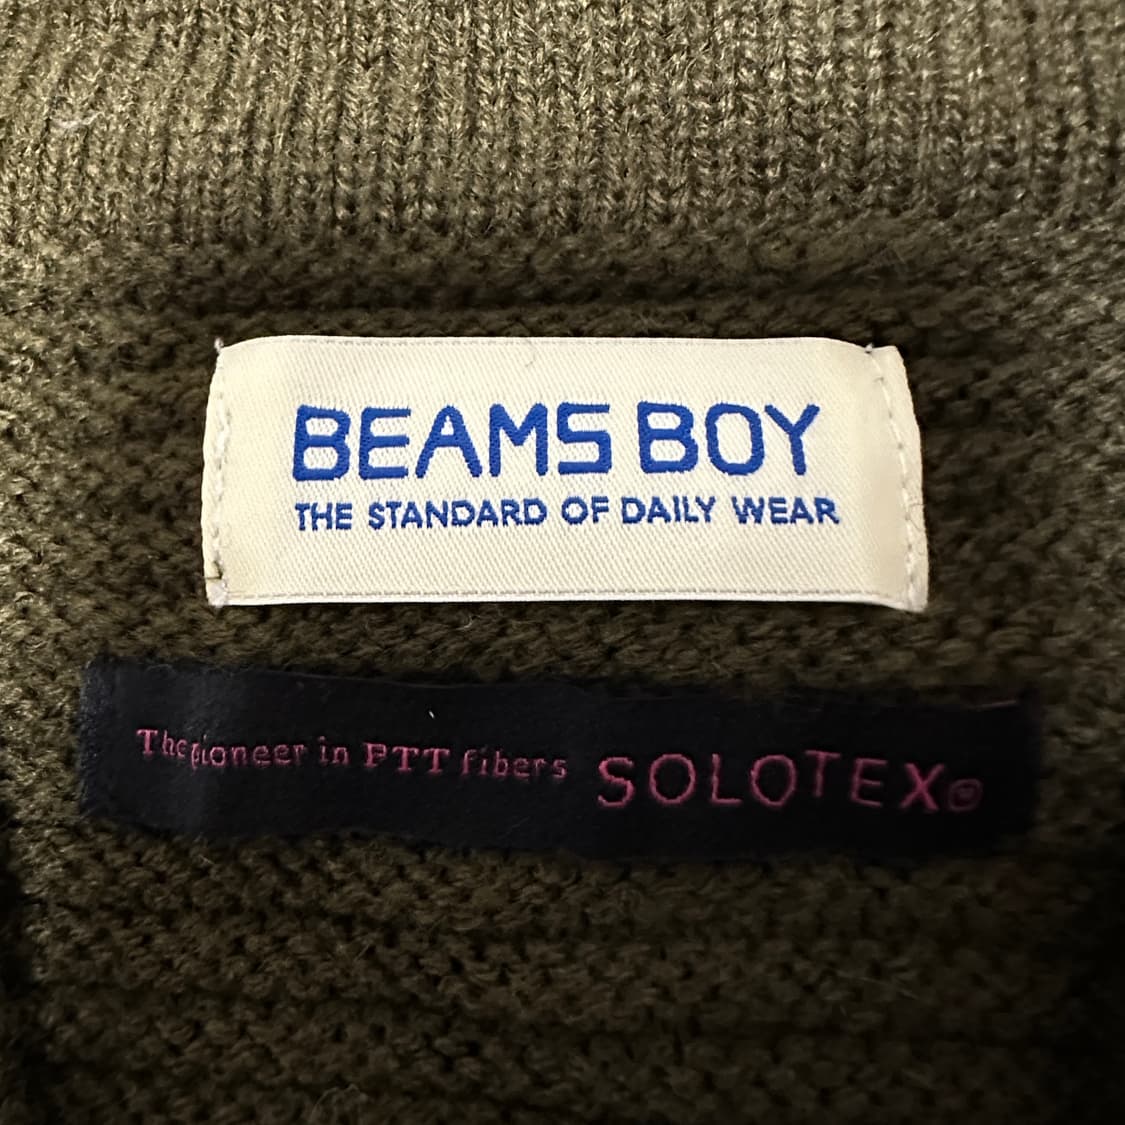 BEAMS BOY
THE STANDARD OF DAILY WEAR
The pioneer in PTT fibers SOLOTEX®